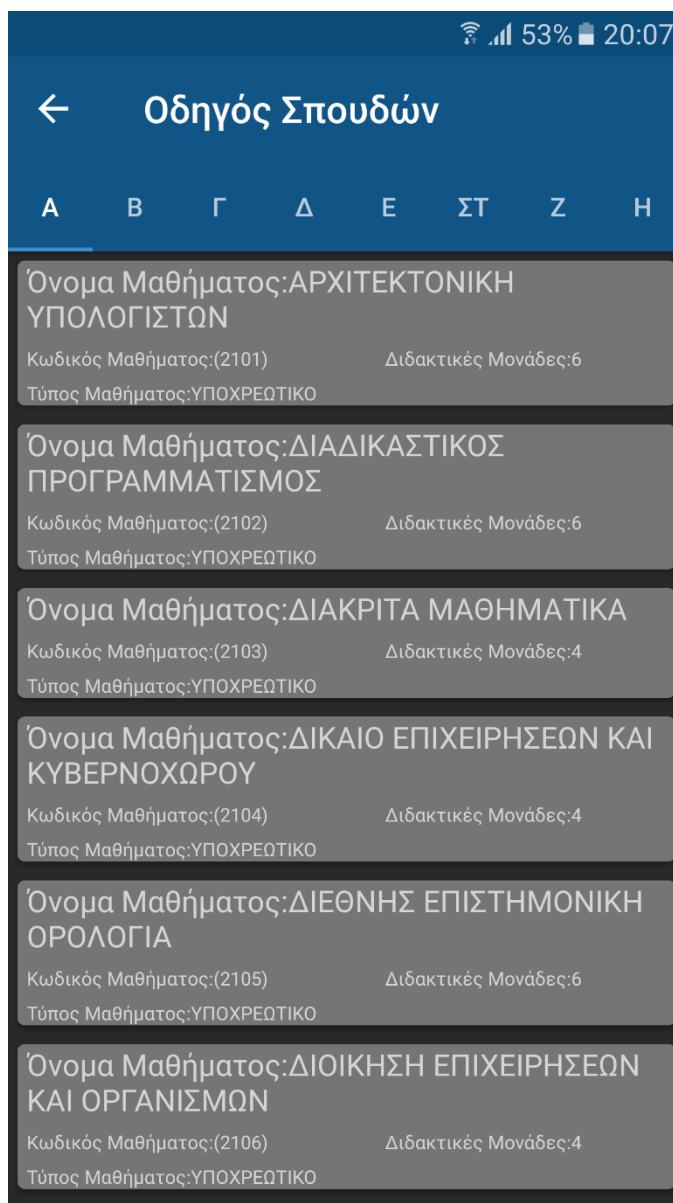 53% 20:07
Οδηγός Σπουδών
Α Β Γ Δ Ε ΣΤ Ζ Η
Όνομα Μαθήματος:ΑΡΧΙΤΕΚΤΟΝΙΚΗ
ΥΠΟΛΟΓΙΣΤΩΝ
Κωδικός Μαθήματος:(2101) Διδακτικές Μονάδες:6
Τύπος Μαθήματος:ΥΠΟΧΡΕΩΤΙΚΟ
Όνομα Μαθήματος:ΔΙΑΔΙΚΑΣΤΙΚΟΣ
ΠΡΟΓΡΑΜΜΑΤΙΣΜΟΣ
Κωδικός Μαθήματος:(2102) Διδακτικές Μονάδες:6
Τύπος Μαθήματος:ΥΠΟΧΡΕΩΤΙΚΟ
Όνομα Μαθήματος:ΔΙΑΚΡΙΤΑ ΜΑΘΗΜΑΤΙΚΑ
Κωδικός Μαθήματος:(2103) Διδακτικές Μονάδες:4
Τύπος Μαθήματος:ΥΠΟΧΡΕΩΤΙΚΟ
Όνομα Μαθήματος:ΔΙΚΑΙΟ ΕΠΙΧΕΙΡΗΣΕΩΝ ΚΑΙ
ΚΥΒΕΡΝΟΧΩΡΟΥ
Κωδικός Μαθήματος:(2104) Διδακτικές Μονάδες:4
Τύπος Μαθήματος:ΥΠΟΧΡΕΩΤΙΚΟ
Όνομα Μαθήματος:ΔΙΕΘΝΗΣ ΕΠΙΣΤΗΜΟΝΙΚΗ
ΟΡΟΛΟΓΙΑ
Κωδικός Μαθήματος:(2105) Διδακτικές Μονάδες:6
Τύπος Μαθήματος:ΥΠΟΧΡΕΩΤΙΚΟ
Όνομα Μαθήματος:ΔΙΟΙΚΗΣΗ ΕΠΙΧΕΙΡΗΣΕΩΝ
ΚΑΙ ΟΡΓΑΝΙΣΜΩΝ
Κωδικός Μαθήματος:(2106) Διδακτικές Μονάδες:4
Τύπος Μαθήματος:ΥΠΟΧΡΕΩΤΙΚΟ